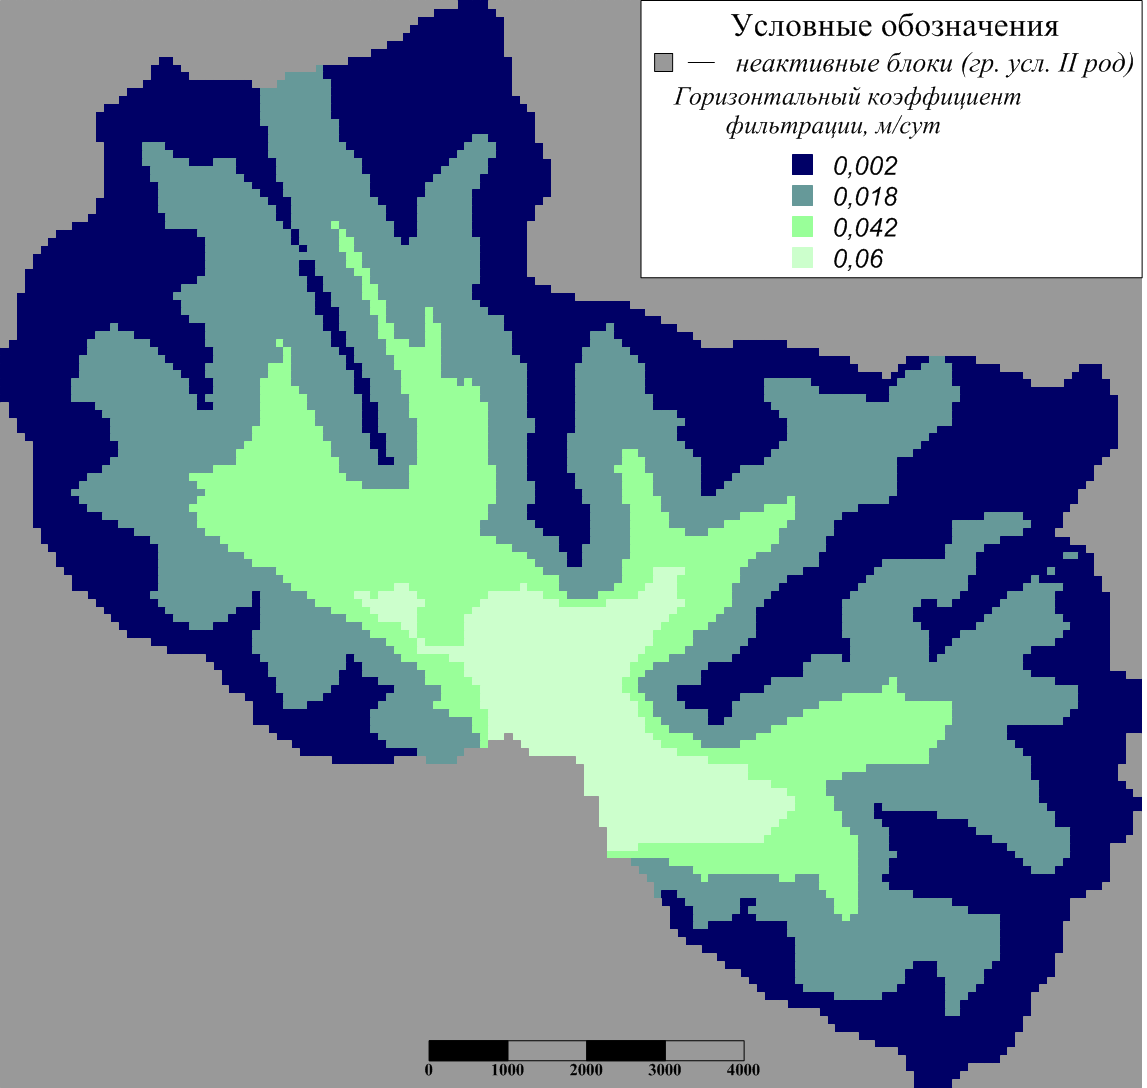 Условные обозначения
— неактивные блоки (гр. усл. II род)
Горизонтальный коэффициент
фильтрации, м/сут
0,002
0,018
0,042
0,06
0 1000 2000 3000 4000